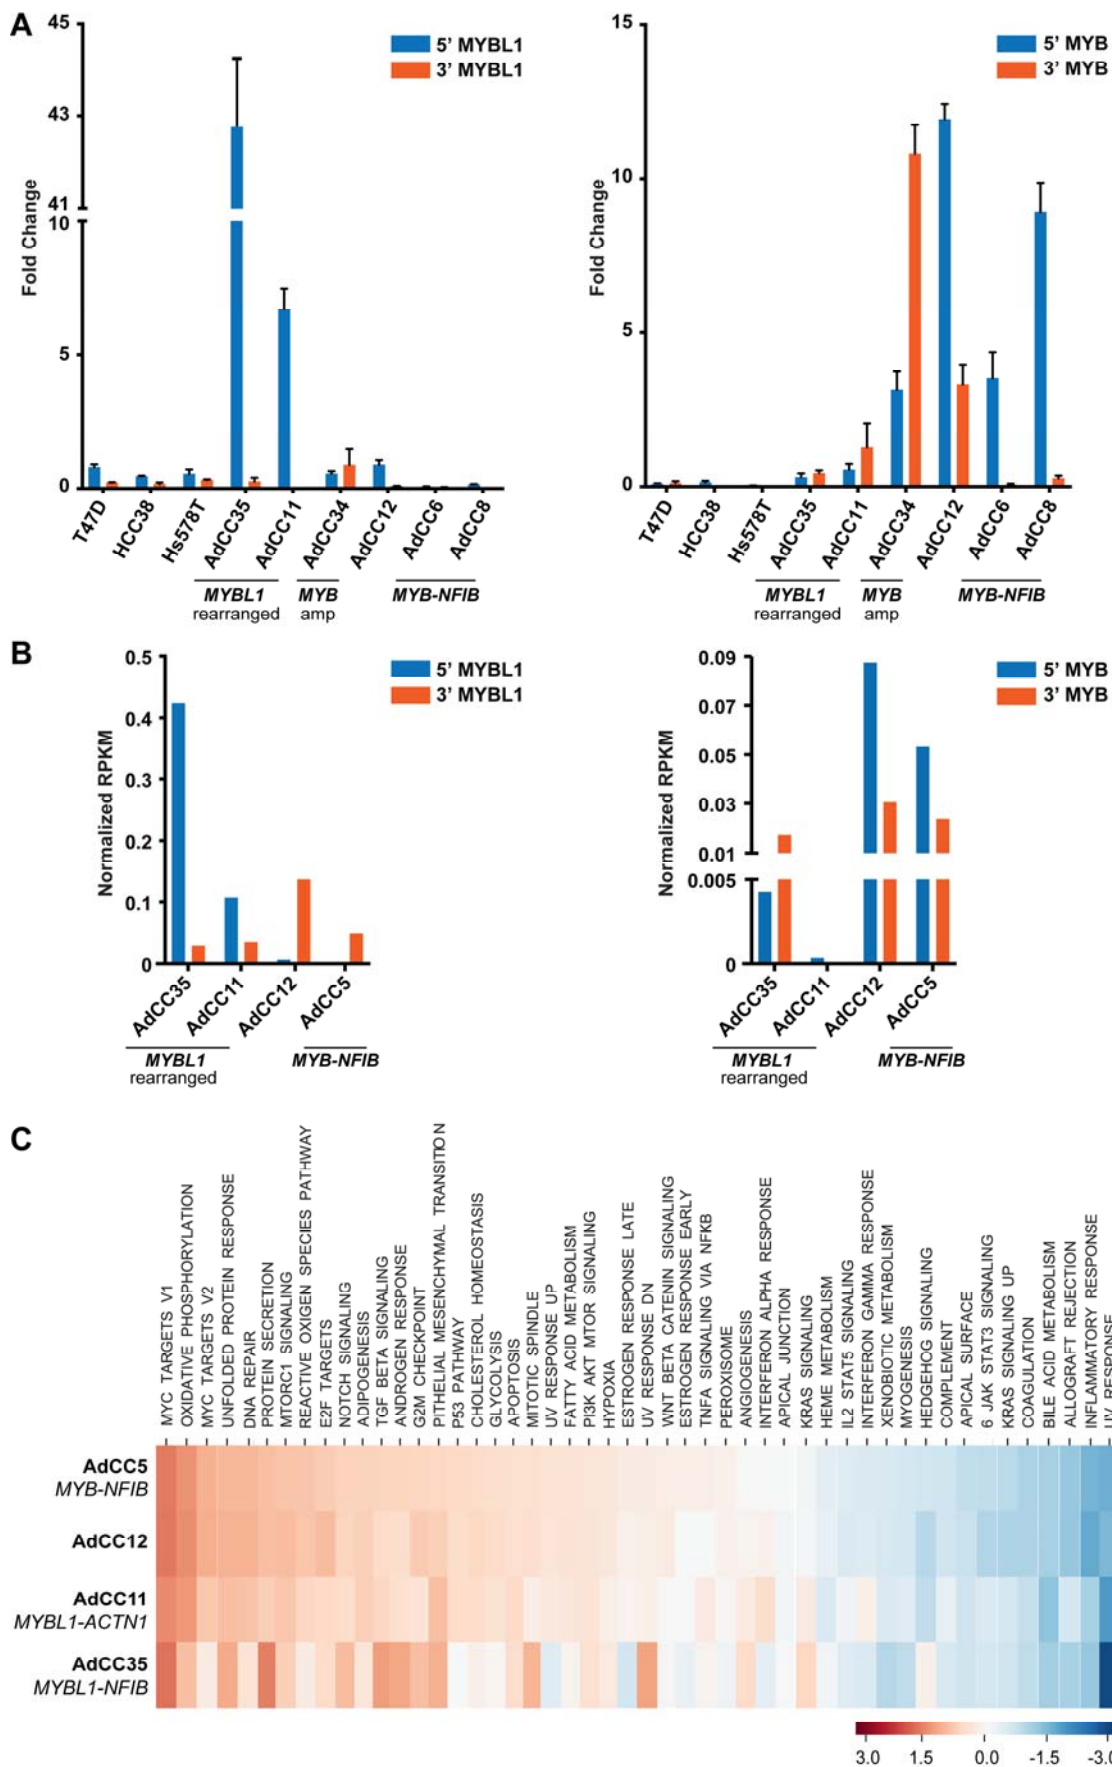 A
45
43
41
10
5
0
Fold Change
5' MYBL1
3' MYBL1
T47D
HCC38
Hs578T
AdCC35
AdCC11
AdCC34
AdCC12
AdCC6
AdCC8
MYBL1
rearranged
MYB
amp
MYB-NFIB
15
10
5
0
Fold Change
5' MYB
3' MYB
T47D
HCC38
Hs578T
AdCC35
AdCC11
AdCC34
AdCC12
AdCC6
AdCC8
MYBL1
rearranged
MYB
amp
MYB-NFIB
B
0.5
0.4
0.3
0.2
0.1
0
Normalized RPKM
5' MYBL1
3' MYBL1
AdCC35
AdCC11
AdCC12
AdCC5
MYBL1
rearranged
MYB-NFIB
0.09
0.07
0.05
0.03
0.01
0.005
0
Normalized RPKM
5' MYB
3' MYB
AdCC35
AdCC11
AdCC12
AdCC5
MYBL1
rearranged
MYB-NFIB
C
MYC TARGETS V1
OXIDATIVE PHOSPHORYLATION
MYC TARGETS V2
UNFOLDED PROTEIN RESPONSE
DNA REPAIR
PROTEIN SECRETION
MTORC1 SIGNALING
REACTIVE OXIGEN SPECIES PATHWAY
E2F TARGETS
NOTCH SIGNALING
ADIPOGENESIS
TGF BETA SIGNALING
ANDROGEN RESPONSE
G2M CHECKPOINT
PITHELIAL MESENCHYMAL TRANSITION
P53 PATHWAY
CHOLESTEROL HOMEOSTASIS
GLYCOLYSIS
APOPTOSIS
MITOTIC SPINDLE
UV RESPONSE UP
FATTY ACID METABOLISM
PI3K AKT MTOR SIGNALING
HYPOXIA
ESTROGEN RESPONSE LATE
UV RESPONSE DN
WNT BETA CATENIN SIGNALING
ESTROGEN RESPONSE EARLY
TNFA SIGNALING VIA NFKB
PEROXISOME
ANGIOGENESIS
INTERFERON ALPHA RESPONSE
APICAL JUNCTION
KRAS SIGNALING
HEME METABOLISM
IL2 STAT5 SIGNALING
INTERFERON GAMMA RESPONSE
XENOBIOTIC METABOLISM
MYOGENESIS
HEDGEHOG SIGNALING
COMPLEMENT
APICAL SURFACE
6 JAK STAT3 SIGNALING
KRAS SIGNALING UP
COAGULATION
BILE ACID METABOLISM
ALLOGRAFT REJECTION
INFLAMMATORY RESPONSE
UV RESPONSE
AdCC5
MYB-NFIB
AdCC12
AdCC11
MYBL1-ACTN1
AdCC35
MYBL1-NFIB
3.0 1.5 0.0 -1.5 -3.0